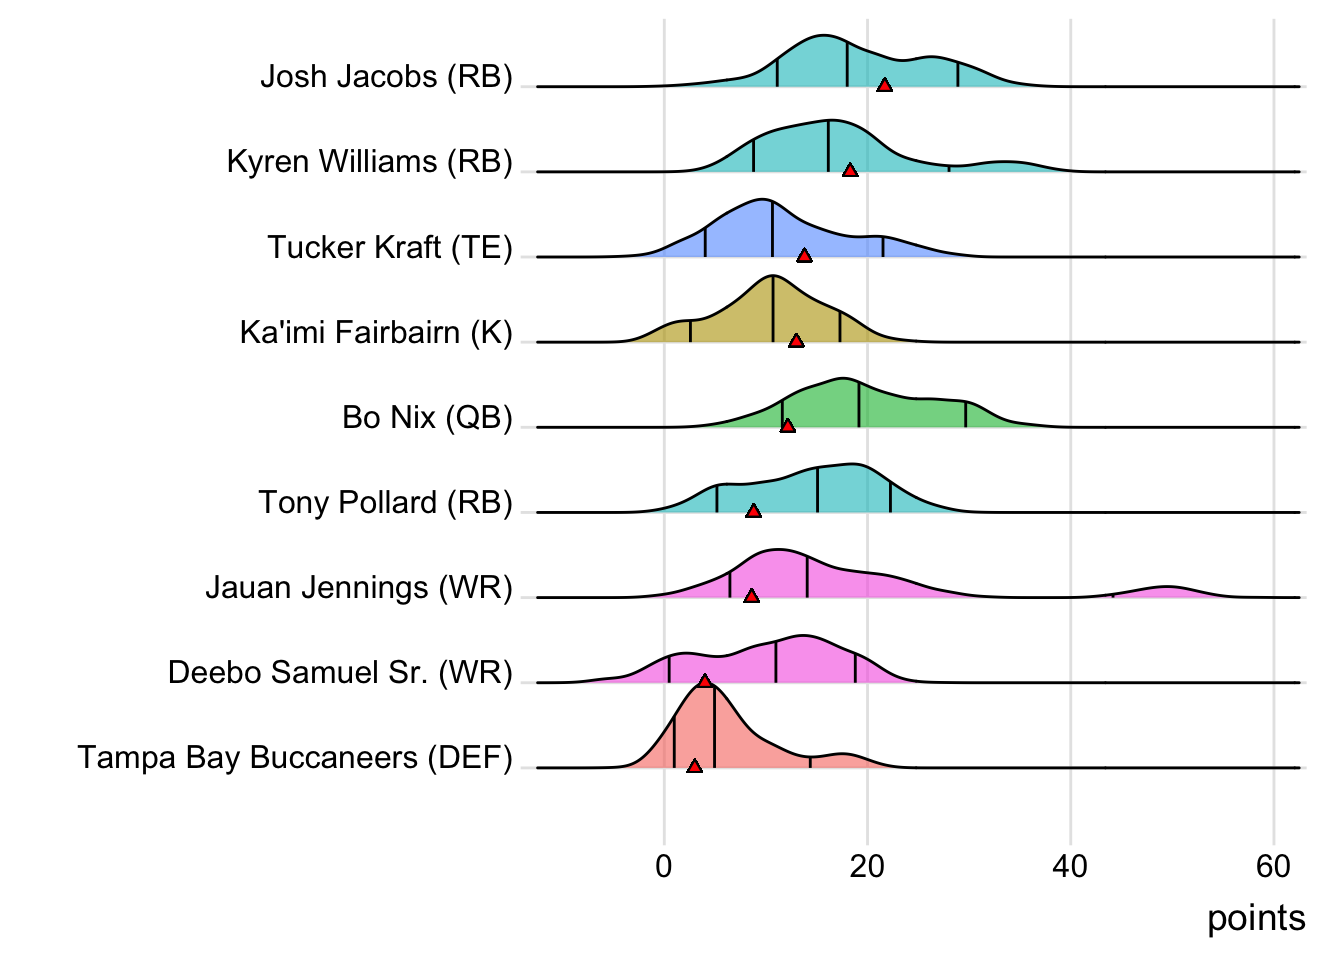 Josh Jacobs (RB)
Kyren Williams (RB)
Tucker Kraft (TE)
Ka'imi Fairbairn (K)
Bo Nix (QB)
Tony Pollard (RB)
Jauan Jennings (WR)
Deebo Samuel Sr. (WR)
Tampa Bay Buccaneers (DEF)
0 20 40 60
points